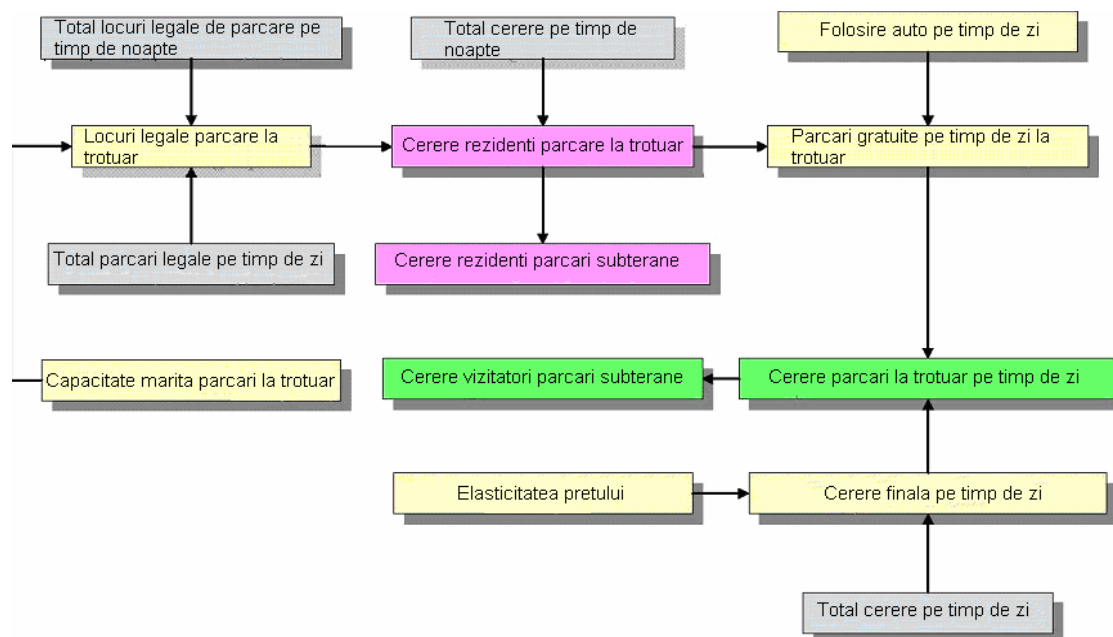 Total locuri legale de parcare pe
timp de noapte
Total cerere pe timp de
noapte
Folosire auto pe timp de zi
Locuri legale parcare la
trotuar
Cerere rezidenti parcare la trotuar
Parcari gratuite pe timp de zi la
trotuar
Total parcari legale pe timp de zi
Cerere rezidenti parcari subterane
Capacitate marita parcari la trotuar
Cerere vizitatori parcari subterane
Cerere parcari la trotuar pe timp de zi
Elasticitatea pretului
Cerere finala pe timp de zi
Total cerere pe timp de zi